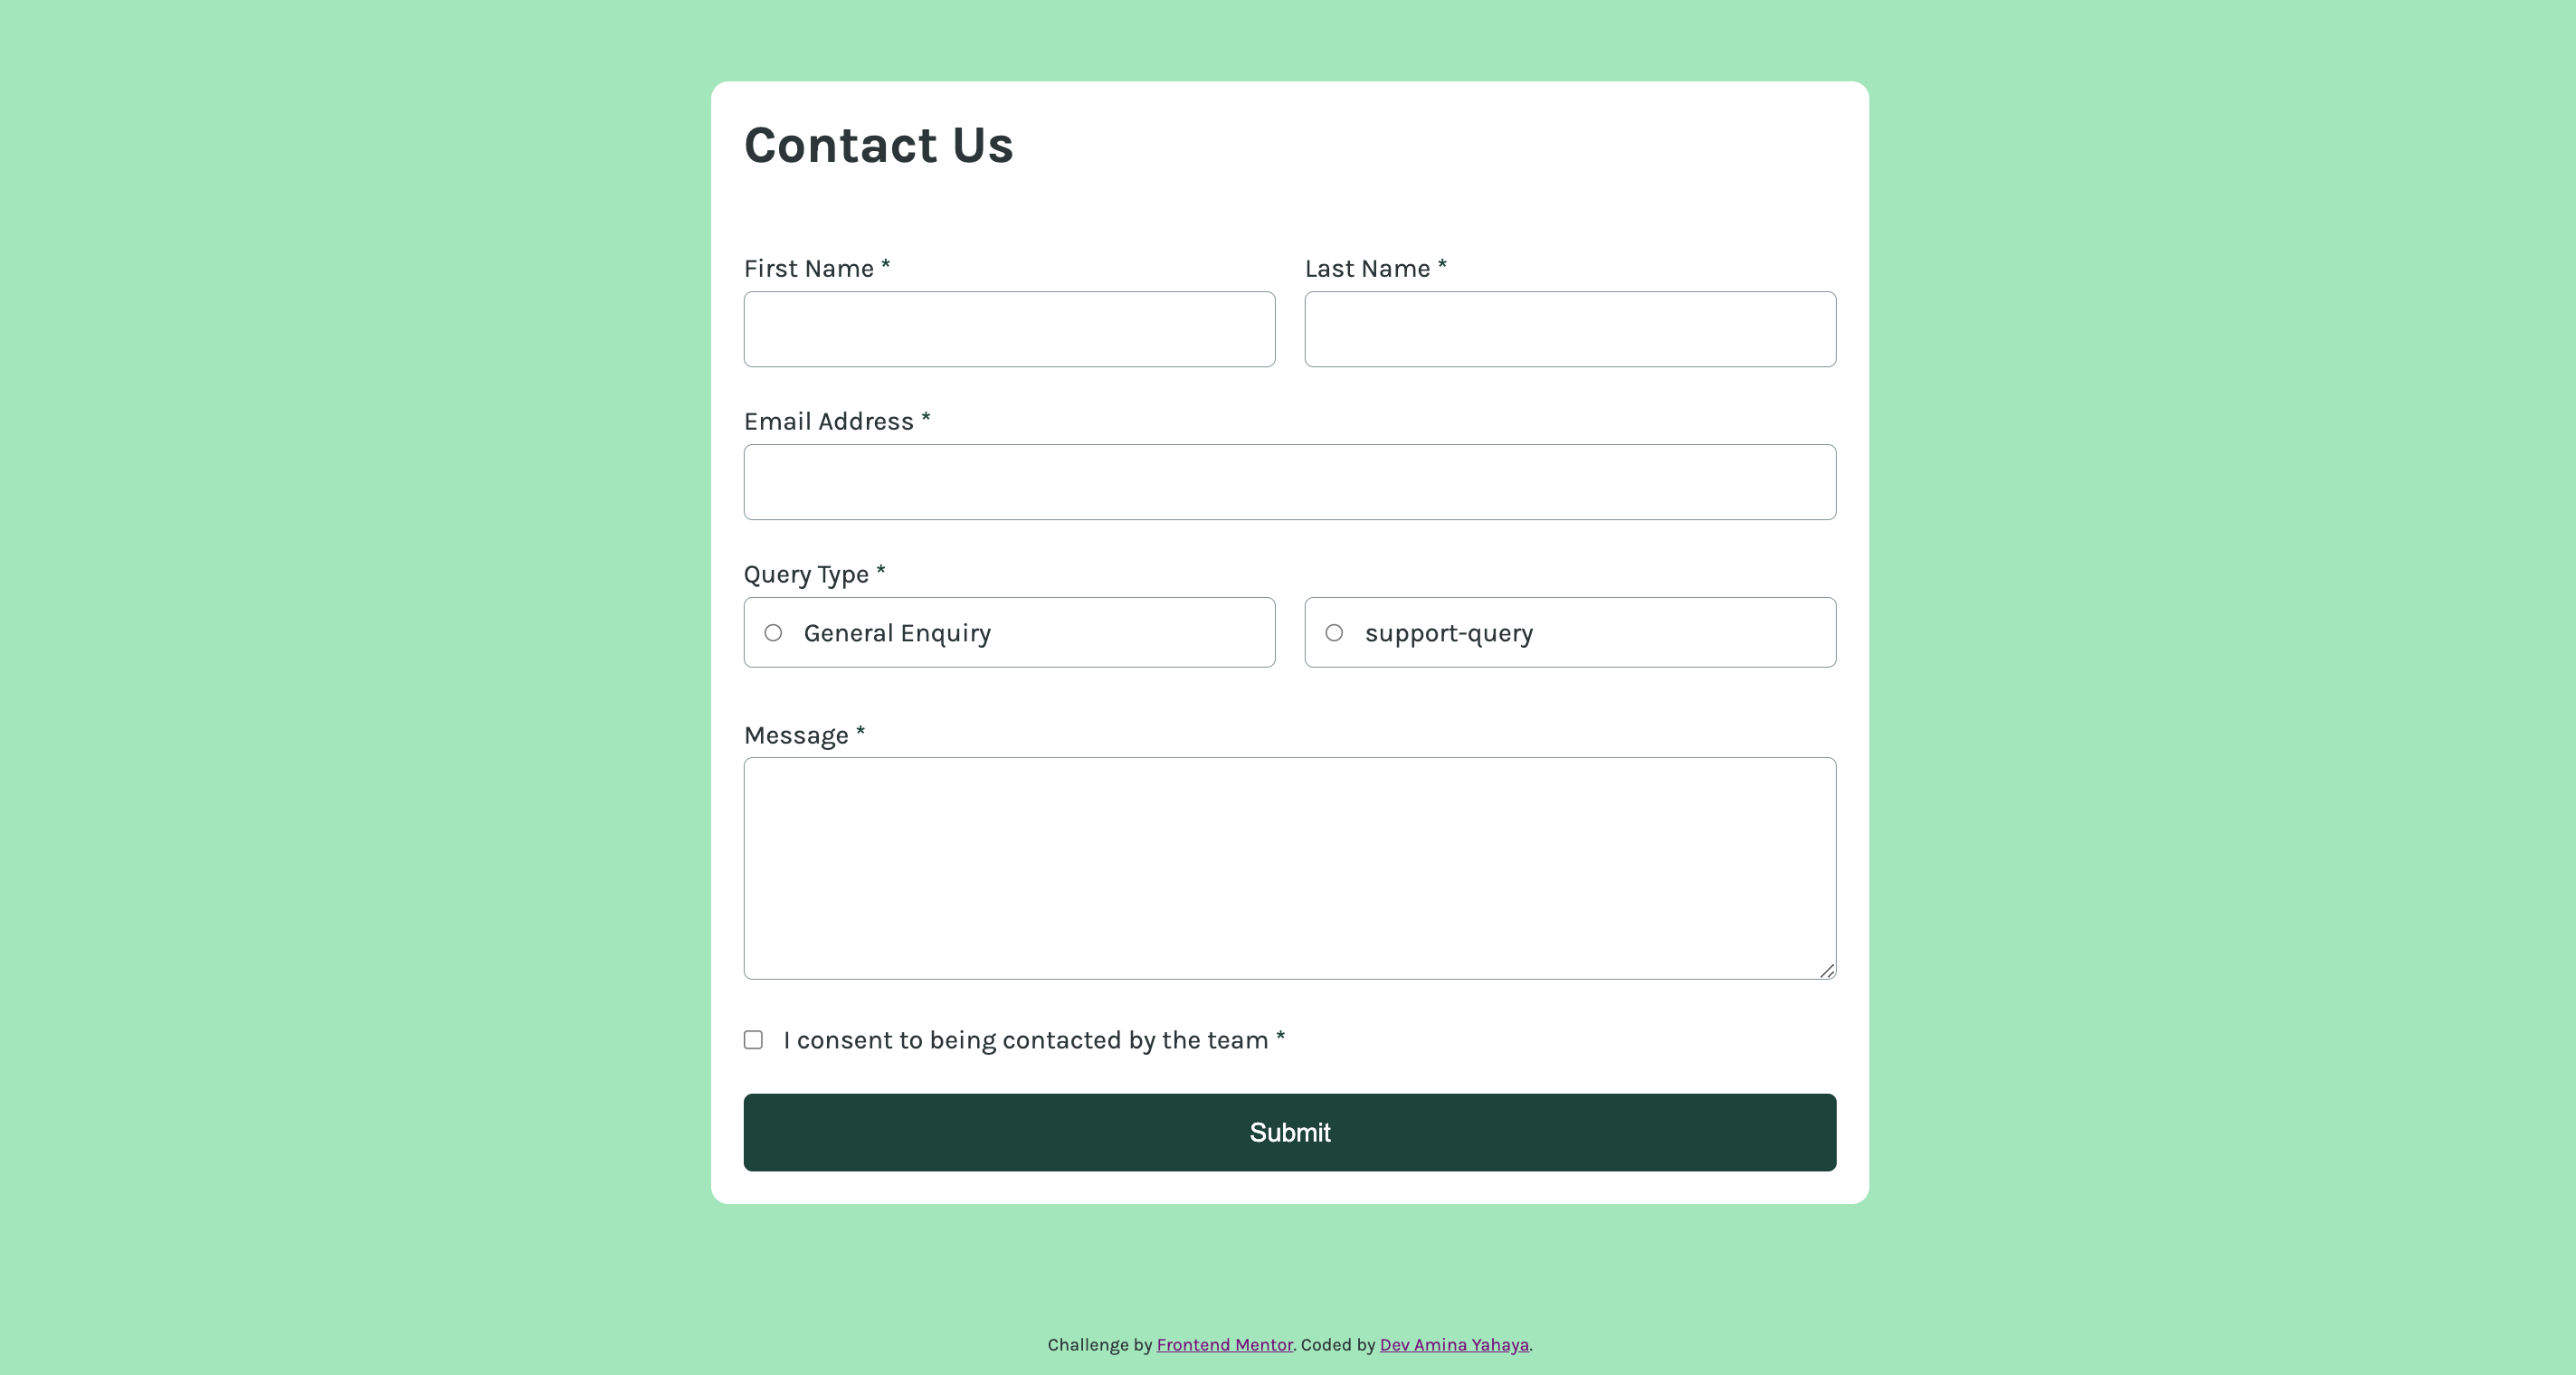 Contact Us
First Name *
Last Name *
Email Address *
Query Type *
General Enquiry
support-query
Message *
I consent to being contacted by the team *
Submit
Challenge by Frontend Mentor. Coded by Dev Amina Yahaya.